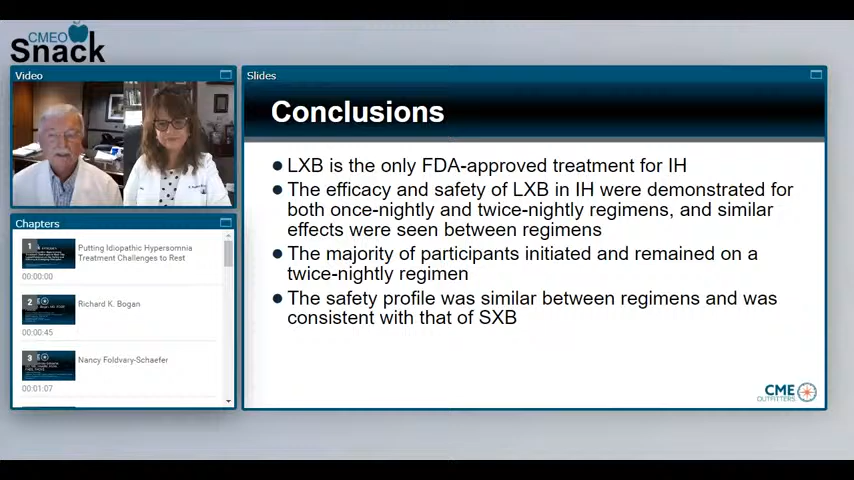 CMEO
Snack
Video
Slides
Conclusions
LXB is the only FDA-approved treatment for IH
The efficacy and safety of LXB in IH were demonstrated for
both once-nightly and twice-nightly regimens, and similar
effects were seen between regimens
The majority of participants initiated and remained on a
twice-nightly regimen
The safety profile was similar between regimens and was
consistent with that of SXB
Chapters
1
Putting Idiopathic Hypersomnia
Treatment Challenges to Rest
00:00:00
2
Richard K. Bogan
00:00:45
3
Nancy Foldvary-Schaefer
00:01:07
CME
OUTFITTERS